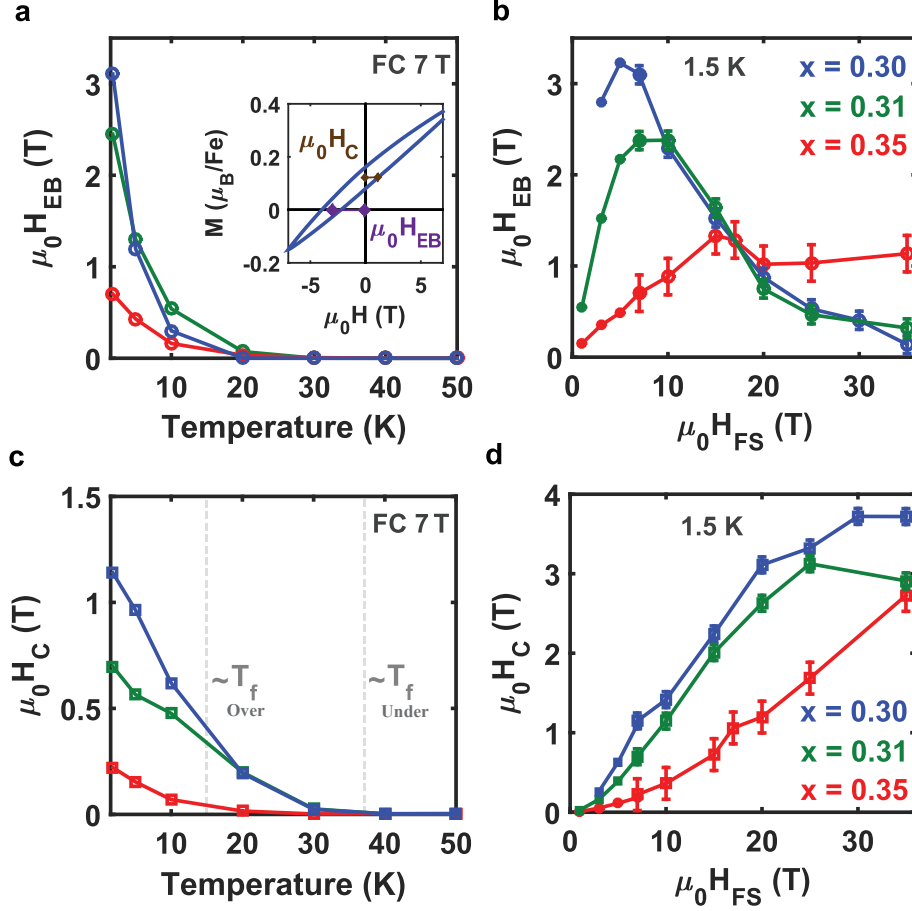 a
FC 7 T
μ0HEB (T)
3
2
1
0
10 20 30 40 50
Temperature (K)
M (μB/Fe)
0.4
0.2
0
-0.2
μ0HC
μ0HEB
-5 0 5
μ0H (T)
b
1.5 K
x = 0.30
x = 0.31
x = 0.35
μ0HEB (T)
3
2
1
0
0 10 20 30
μ0HFS (T)
c
FC 7 T
μ0HC (T)
1.5
1
0.5
0
~Tf Over
~Tf Under
10 20 30 40 50
Temperature (K)
d
1.5 K
μ0HC (T)
4
3
2
1
0
x = 0.30
x = 0.31
x = 0.35
0 10 20 30
μ0HFS (T)